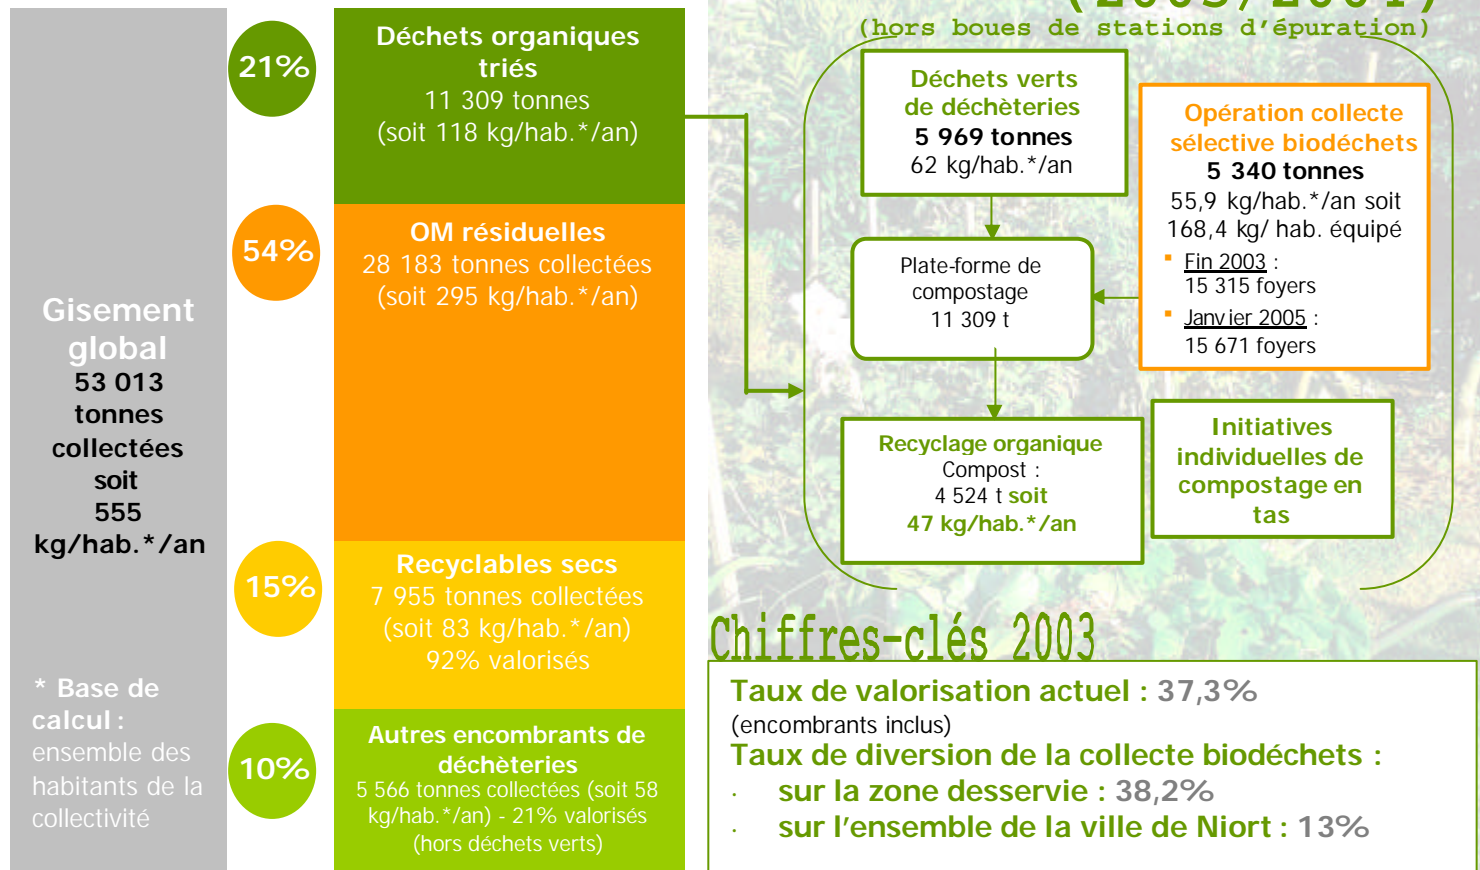 (2003/2004)
(hors boues de stations d'épuration)
Gisement
global
53 013
tonnes
collectées
soit
555
kg/hab.*/an
* Base de
calcul :
ensemble des
habitants de la
collectivité
21%
Déchets organiques
triés
11 309 tonnes
(soit 118 kg/hab.*/an)
54%
OM résiduelles
28 183 tonnes collectées
(soit 295 kg/hab.*/an)
15%
Recyclables secs
7 955 tonnes collectées
(soit 83 kg/hab.*/an)
92% valorisés
10%
Autres encombrants de
déchèteries
5 566 tonnes collectées (soit 58
kg/hab.*/an) - 21% valorisés
(hors déchets verts)
Déchets verts
de déchèteries
5 969 tonnes
62 kg/hab.*/an
Opération collecte
sélective biodéchets
5 340 tonnes
55,9 kg/hab.*/an soit
168,4 kg/ hab. équipé
▪ Fin 2003 :
15 315 foyers
▪ Janvier 2005 :
15 671 foyers
Plate-forme de
compostage
11 309 t
Recyclage organique
Compost :
4 524 t soit
47 kg/hab.*/an
Initiatives
individuelles de
compostage en
tas
Chiffres-clés 2003
Taux de valorisation actuel : 37,3%
(encombrants inclus)
Taux de diversion de la collecte biodéchets :
· sur la zone desservie : 38,2%
· sur l'ensemble de la ville de Niort : 13%